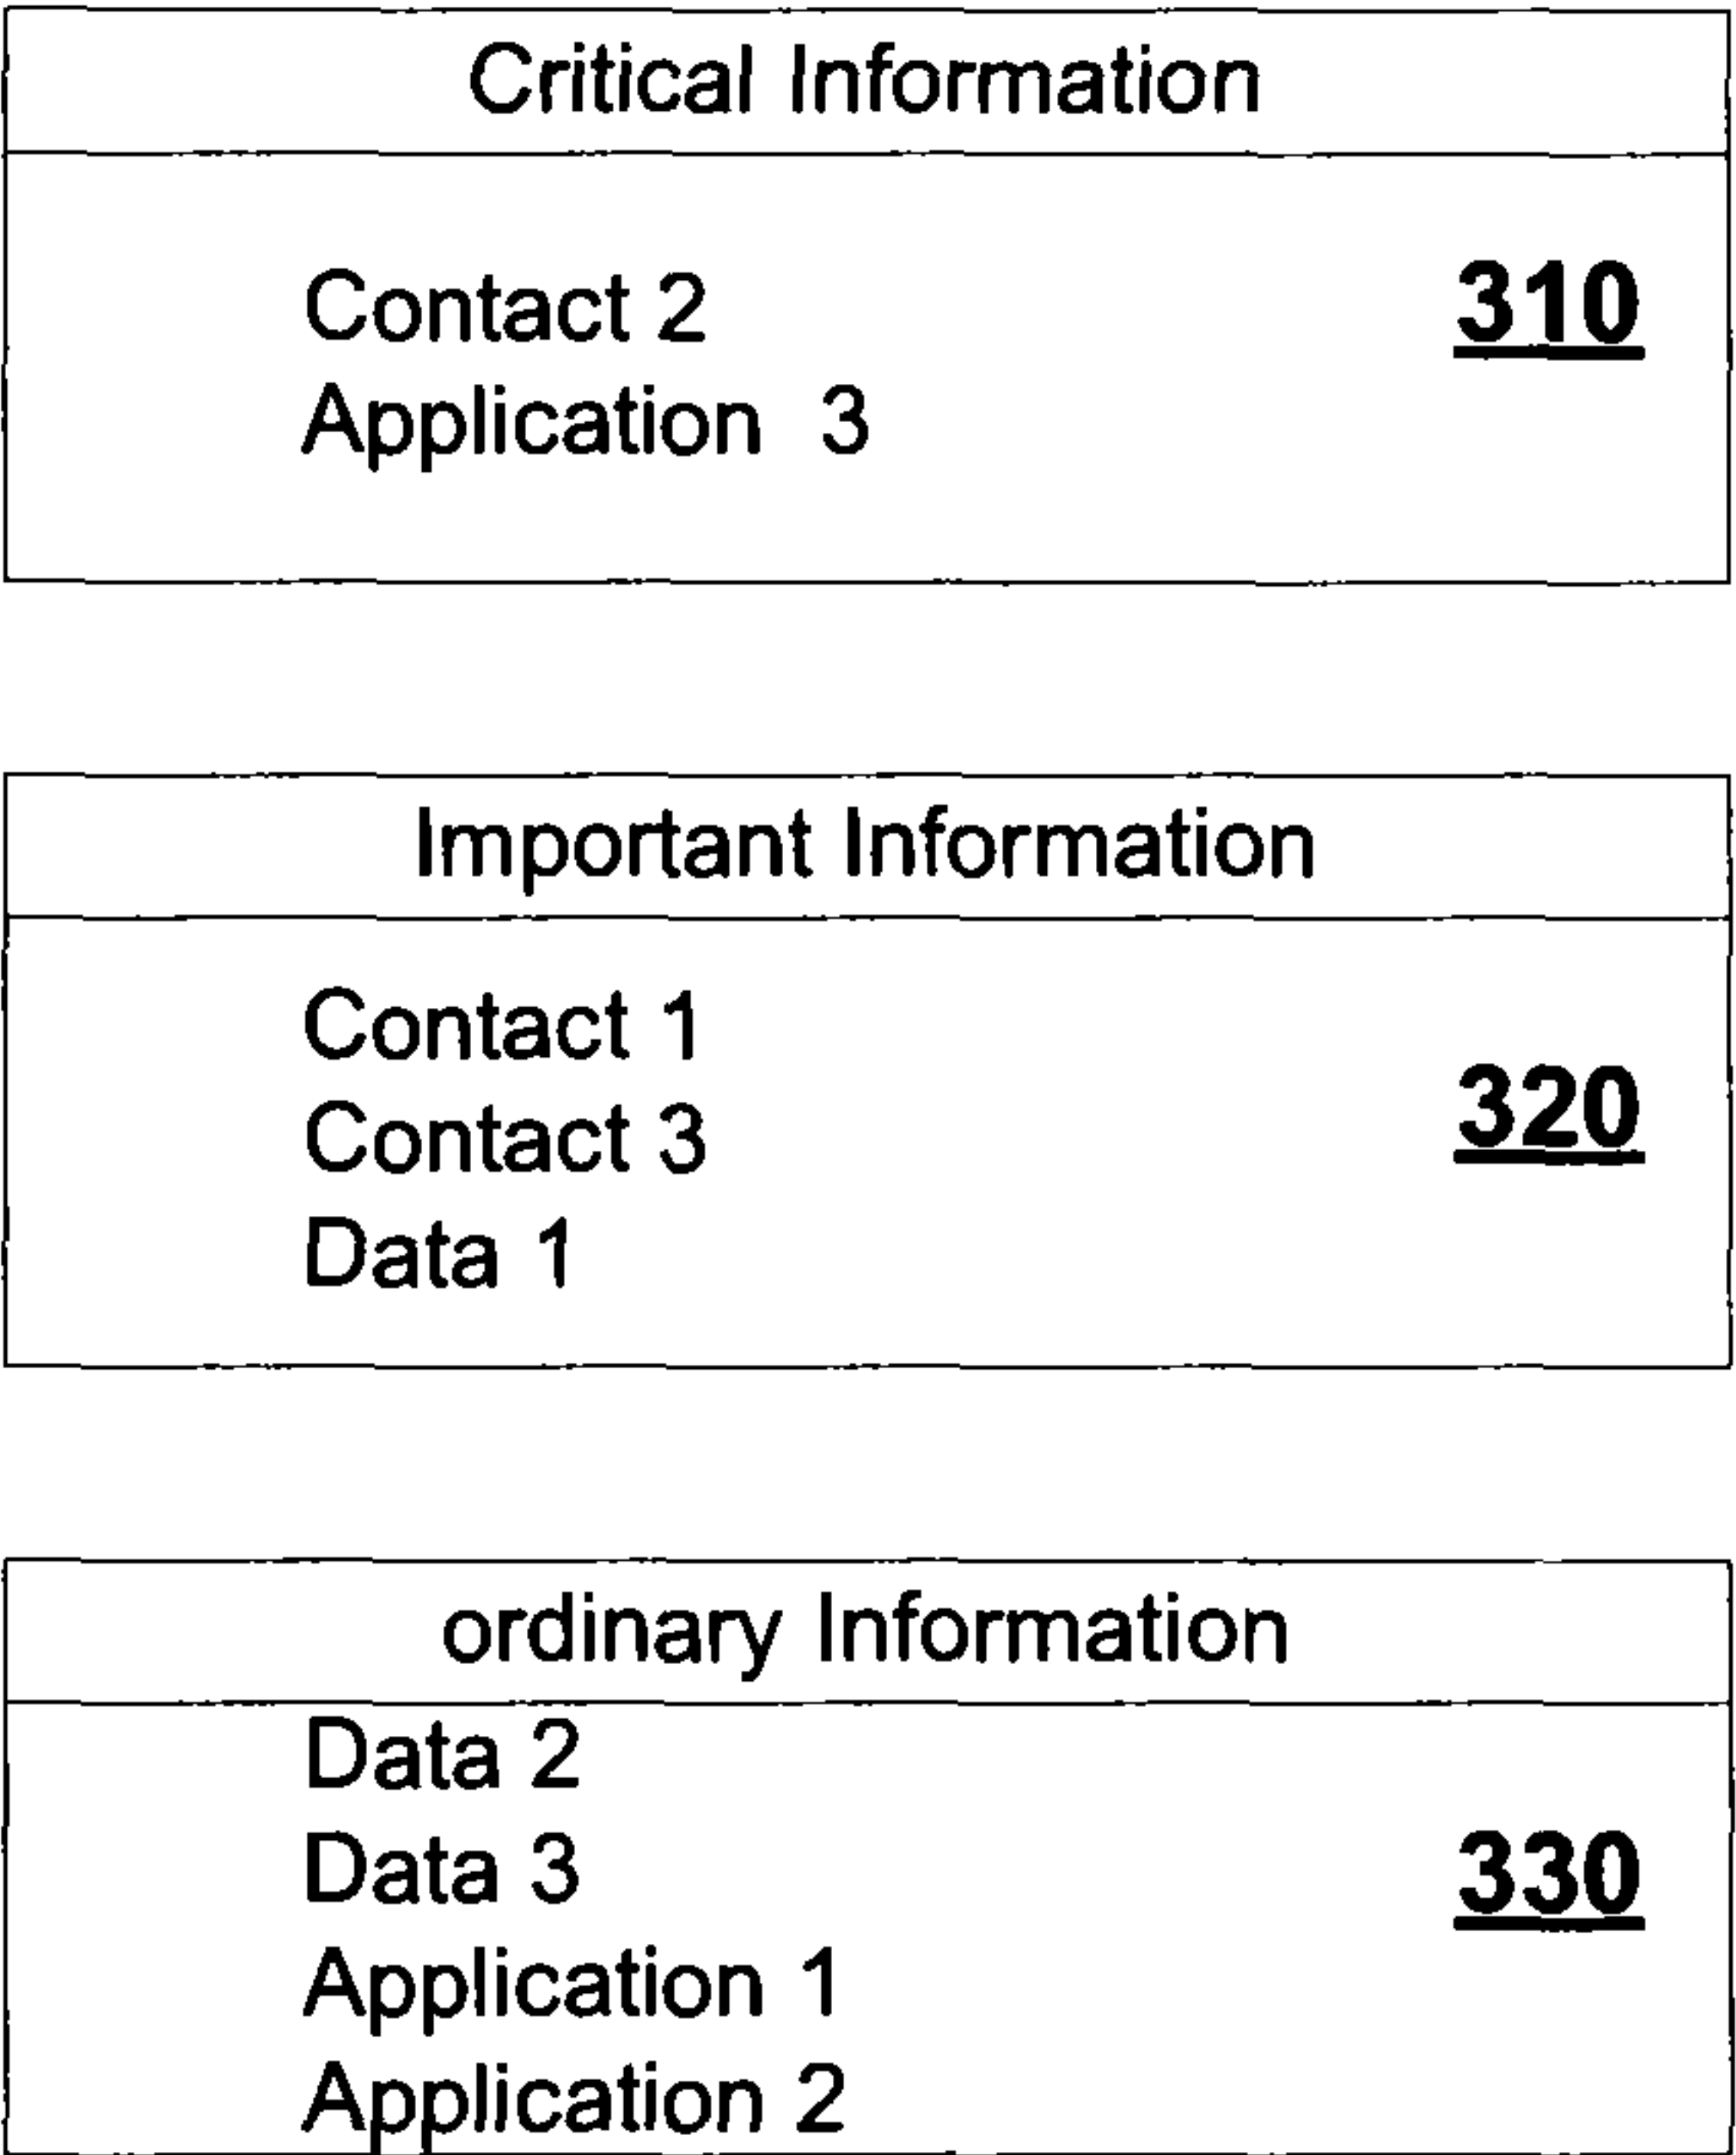 Critical Information
Contact 2
310
Application 3
Important Information
Contact 1
Contact 3
320
Data 1
ordinary Information
Data 2
Data 3
330
Application 1
Application 2